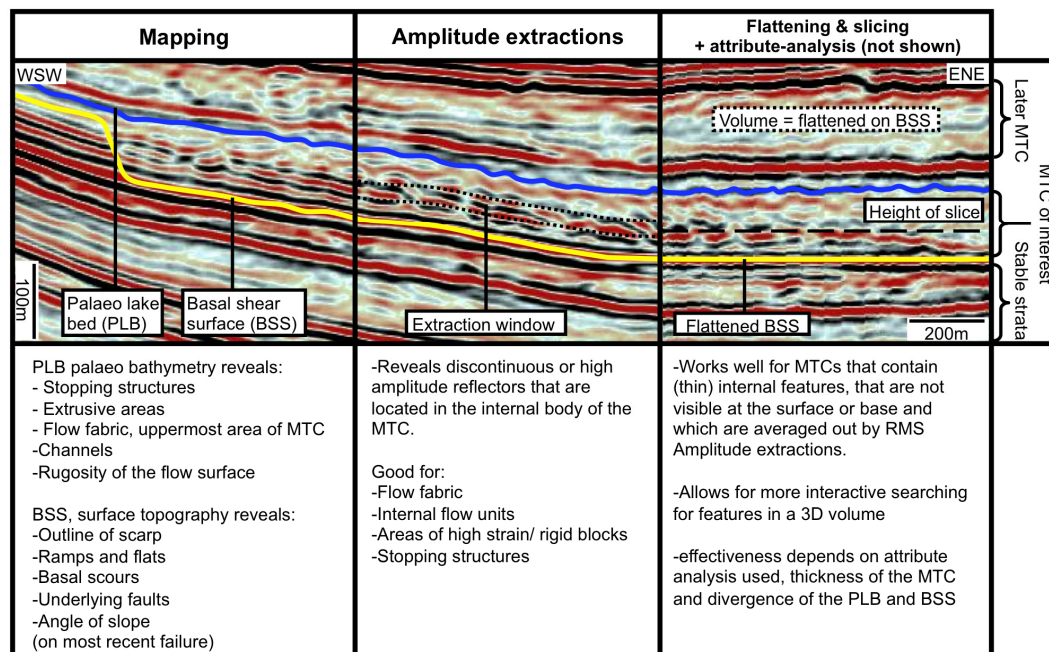 Mapping
Amplitude extractions
Flattening & slicing
+ attribute-analysis (not shown)
WSW
ENE
Volume = flattened on BSS
Height of slice
Palaeo lake
bed (PLB)
Basal shear
surface (BSS)
Extraction window
Flattened BSS
100m
200m
Later MTC
MTC of interest
Stable strata
PLB palaeo bathymetry reveals:
- Stopping structures
- Extrusive areas
- Flow fabric, uppermost area of MTC
-Channels
-Rugosity of the flow surface
BSS, surface topography reveals:
-Outline of scarp
-Ramps and flats
-Basal scours
-Underlying faults
-Angle of slope
(on most recent failure)
-Reveals discontinuous or high
amplitude reflectors that are
located in the internal body of the
MTC.
Good for:
-Flow fabric
-Internal flow units
-Areas of high strain/ rigid blocks
-Stopping structures
-Works well for MTCs that contain
(thin) internal features, that are not
visible at the surface or base and
which are averaged out by RMS
Amplitude extractions.
-Allows for more interactive searching
for features in a 3D volume
-effectiveness depends on attribute
analysis used, thickness of the MTC
and divergence of the PLB and BSS